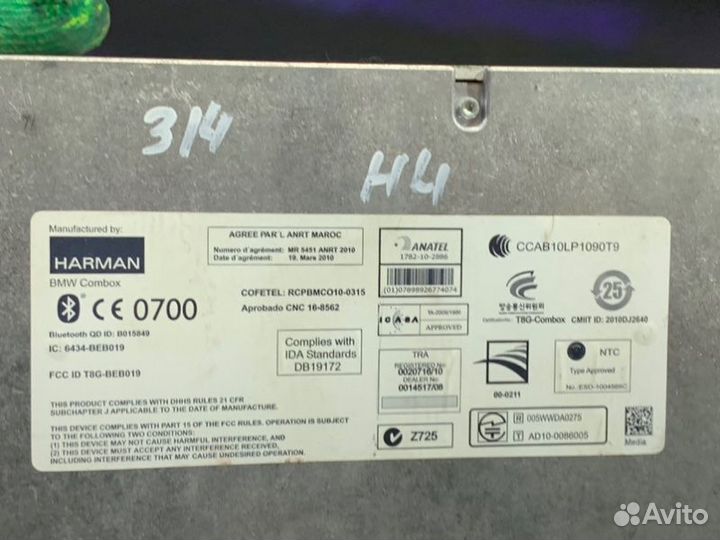 314
H4
Manufactured by:
HARMAN
BMW Combox
CE 0700
Bluetooth QD ID: B015849
IC: 6434-BEB019
FCC ID T8G-BEB019
AGREE PAR L'ANRT MAROC
Numero d'agrément: MR 5451 ANRT 2010
19. Mars 2010
COFETEL: RCPBMCO10-0315
Aprobado CNC 16-8562
Complies with
IDA Standards
DB19172
THIS PRODUCT COMPLIES WITH DHHS RULES 21 CFR
SUBCHAPTER J APPLICABLE TO DATE OF MANUFACTURE.
THIS DEVICE COMPLIES WITH PART 15 OF THE FCC RULES. OPERATION IS SUBJECT
TO THE FOLLOWING TWO CONDITIONS:
(1) THIS DEVICE MAY NOT CAUSE HARMFUL INTERFERENCE, AND
(2) THIS DEVICE MUST ACCEPT ANY INTERFERENCE RECEIVED,
INCLUDING INTERFERENCE THAT MAY CAUSE UNDESIRED OPERATION.
ANATEL
1782-10-2886
(01)07898926774074
ICASA
APPROVED
TRA
REGISTERED No
0020716/10
DEALER No
0014517/08
Z725
CCAB10LP1090T9
방송통신위원회
T8G-Combox
25
CMIIT ID: 2010DJ2640
00-0211
NTC
Type Approved
R 005WWDA0275
T AD10-0086005
Media
Avito